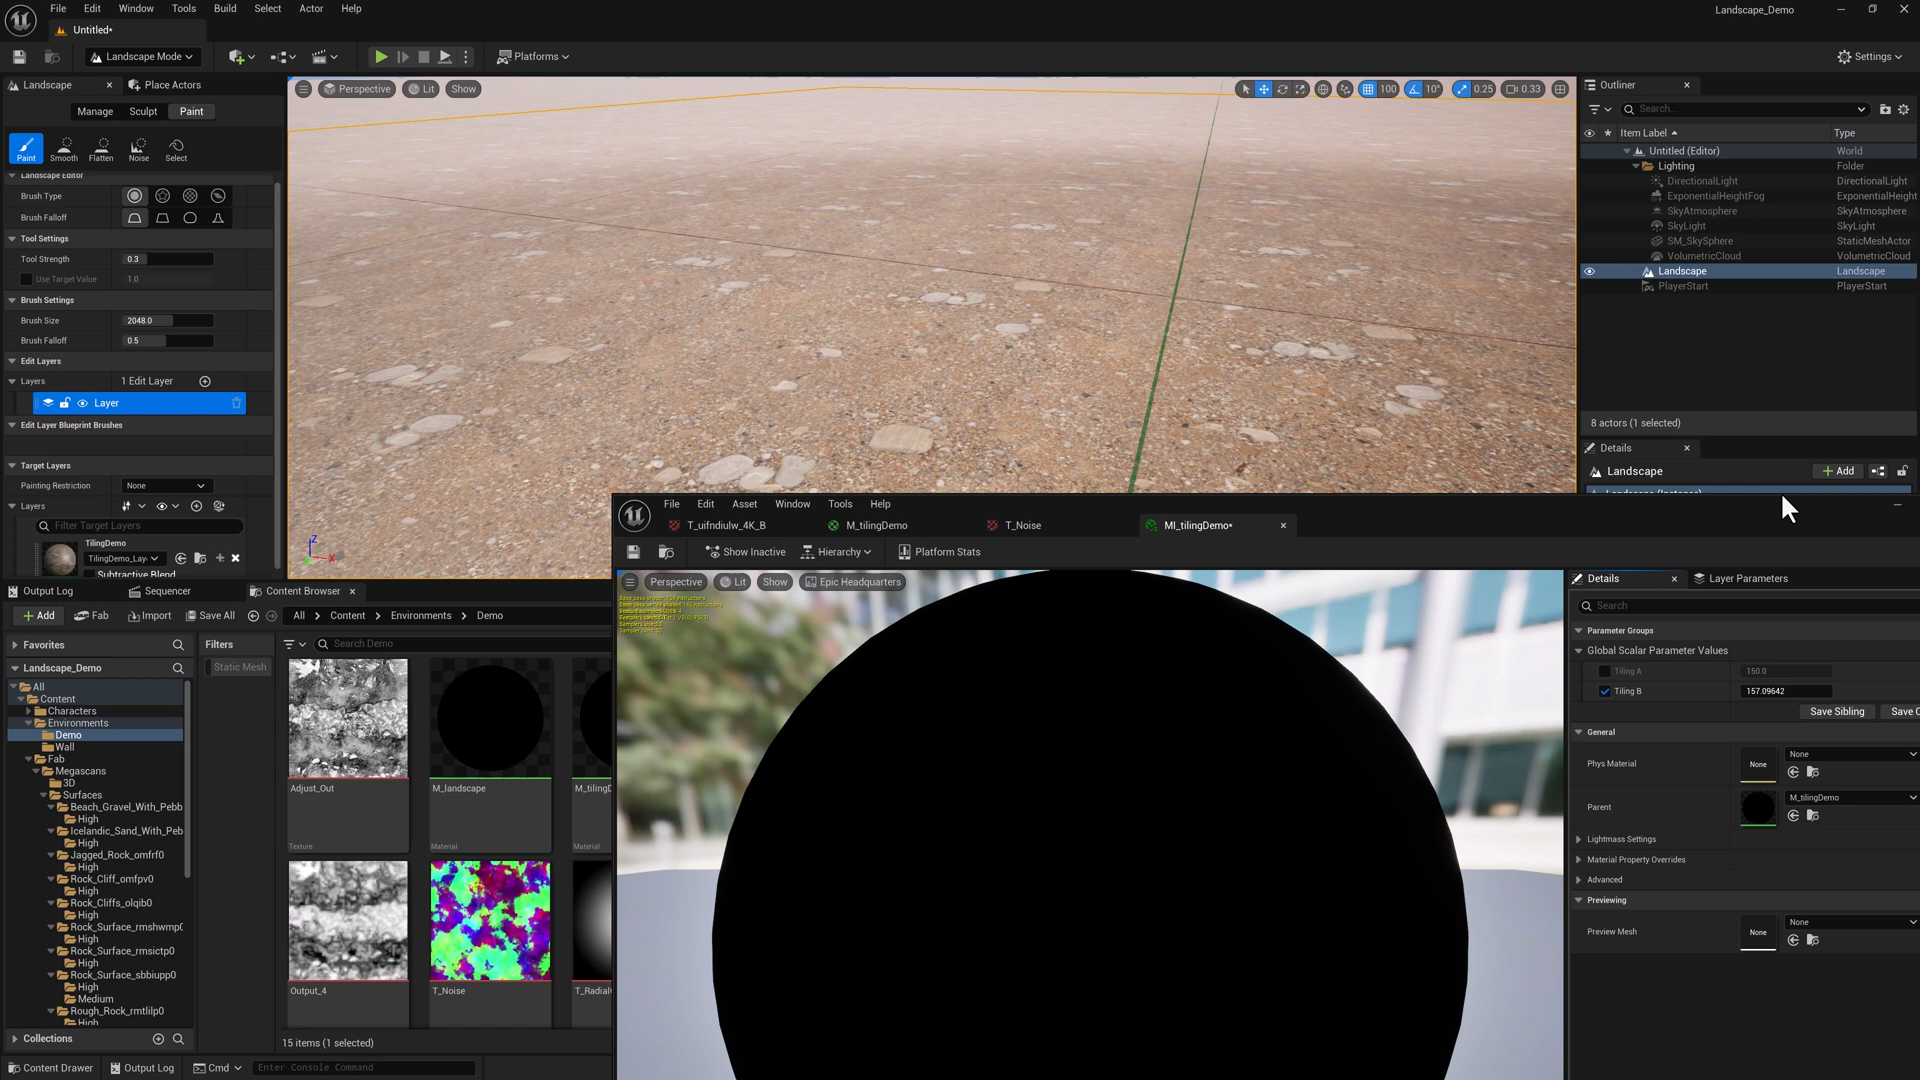 File Edit Window Tools Build Select Actor Help
Landscape_Demo
Untitled*
Landscape Mode
Platforms
Settings
Landscape
Place Actors
Manage Sculpt Paint
Paint Smooth Flatten Noise Select
Landscape Editor
Brush Type
Brush Falloff
Tool Settings
Tool Strength 0.3
Use Target Value 1.0
Brush Settings
Brush Size 2048.0
Brush Falloff 0.5
Edit Layers
Layers 1 Edit Layer
Layer
Edit Layer Blueprint Brushes
Target Layers
Painting Restriction None
Layers
Filter Target Layers
TilingDemo
TilingDemo_Lay
Subtractive Blend
Perspective Lit Show
100 10° 0.25 0.33
Z
X
Outliner
Search...
Item Label Type
Untitled (Editor) World
Lighting Folder
DirectionalLight DirectionalLight
ExponentialHeightFog ExponentialHeight
SkyAtmosphere SkyAtmosphere
SkyLight SkyLight
SM_SkySphere StaticMeshActor
VolumetricCloud VolumetricCloud
Landscape Landscape
PlayerStart PlayerStart
8 actors (1 selected)
Details
Landscape
Add
Output Log Sequencer Content Browser
Add Fab Import Save All All Content Environments Demo
Favorites
Landscape_Demo
All
Content
Characters
Environments
Demo
Wall
Fab
Megascans
3D
Surfaces
Beach_Gravel_With_Pebb
High
Icelandic_Sand_With_Peb
High
Jagged_Rock_omfrf0
High
Rock_Cliff_omfpv0
High
Rock_Cliffs_olqib0
High
Rock_Surface_rmshwmp0
High
Rock_Surface_rmsictp0
High
Rock_Surface_sbbiupp0
High
Medium
Rough_Rock_rmtlilp0
High
Collections
Filters
Static Mesh
Search Demo
Adjust_Out
Texture
M_landscape
Material
M_tilingD
Material
Output_4
T_Noise
T_Radial
15 items (1 selected)
Content Drawer Output Log Cmd Enter Console Command
File Edit Asset Window Tools Help
T_uifndiulw_4K_B M_tilingDemo T_Noise MI_tilingDemo*
Show Inactive Hierarchy Platform Stats
Perspective Lit Show Epic Headquarters
Details Layer Parameters
Search
Parameter Groups
Global Scalar Parameter Values
Tiling A 150.0
Tiling B 157.09642
Save Sibling Save C
General
Phys Material None None
Parent M_tilingDemo
Lightmass Settings
Material Property Overrides
Advanced
Previewing
Preview Mesh None None